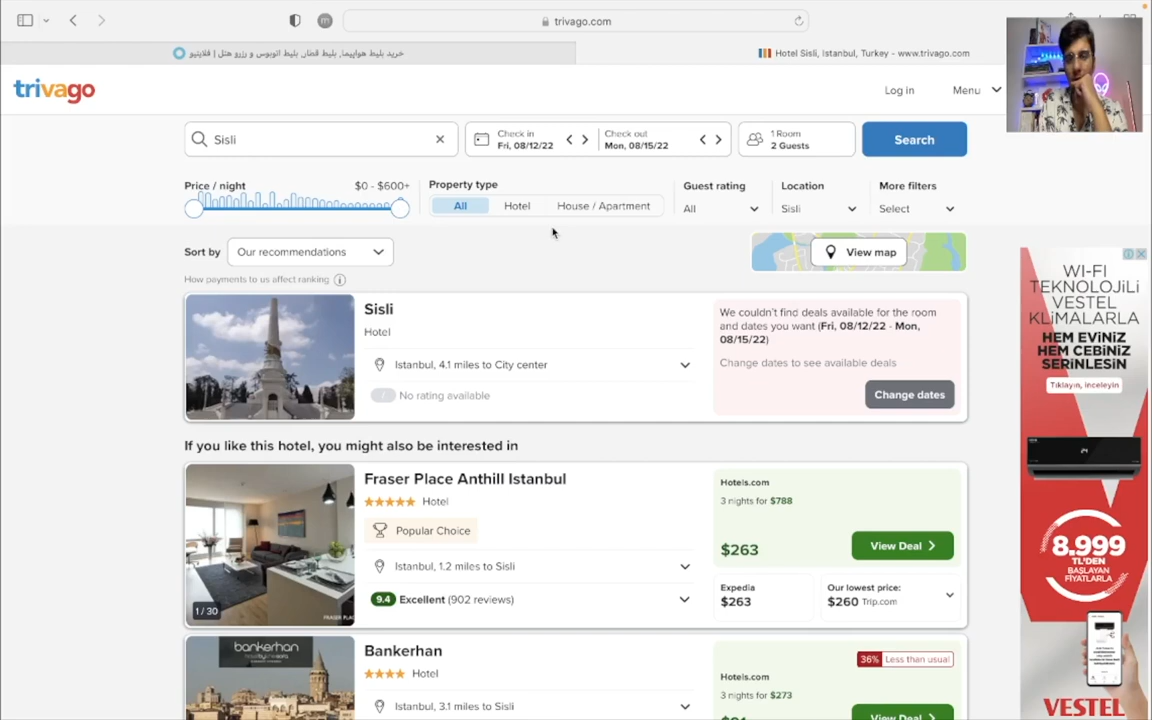 trivago.com
خرید بلیط هواپیما, بلیط قطار, بلیط اتوبوس و رزرو هتل | فلایتیو
Hotel Sisli, Istanbul, Turkey - www.trivago.com
trivago
Log in
Menu
Sisli
Check in
Fri, 08/12/22
Check out
Mon, 08/15/22
1 Room
2 Guests
Search
Price / night
$0 - $600+
Property type
All
Hotel
House / Apartment
Guest rating
All
Location
Sisli
More filters
Select
Sort by
Our recommendations
View map
How payments to us affect ranking
Sisli
Hotel
Istanbul, 4.1 miles to City center
/
No rating available
We couldn't find deals available for the room
and dates you want (Fri, 08/12/22 - Mon,
08/15/22)
Change dates to see available deals
Change dates
If you like this hotel, you might also be interested in
1 / 30
FRASER PLACE
Fraser Place Anthill Istanbul
Hotel
Popular Choice
Istanbul, 1.2 miles to Sisli
9.4 Excellent (902 reviews)
Hotels.com
3 nights for $788
$263
View Deal
Expedia
$263
Our lowest price:
$260 Trip.com
bankerhan
Bankerhan
Hotel
Istanbul, 3.1 miles to Sisli
36% Less than usual
Hotels.com
3 nights for $273
$91
View Deal
WI-FI
TEKNOLOJİLİ
VESTEL
KLİMALARLA
HEM EVİNİZ
HEM CEBİNİZ
SERİNLESİN
Tıklayın, İnceleyin
8.999
TL'DEN
BAŞLAYAN
FİYATLARLA
VESTEL